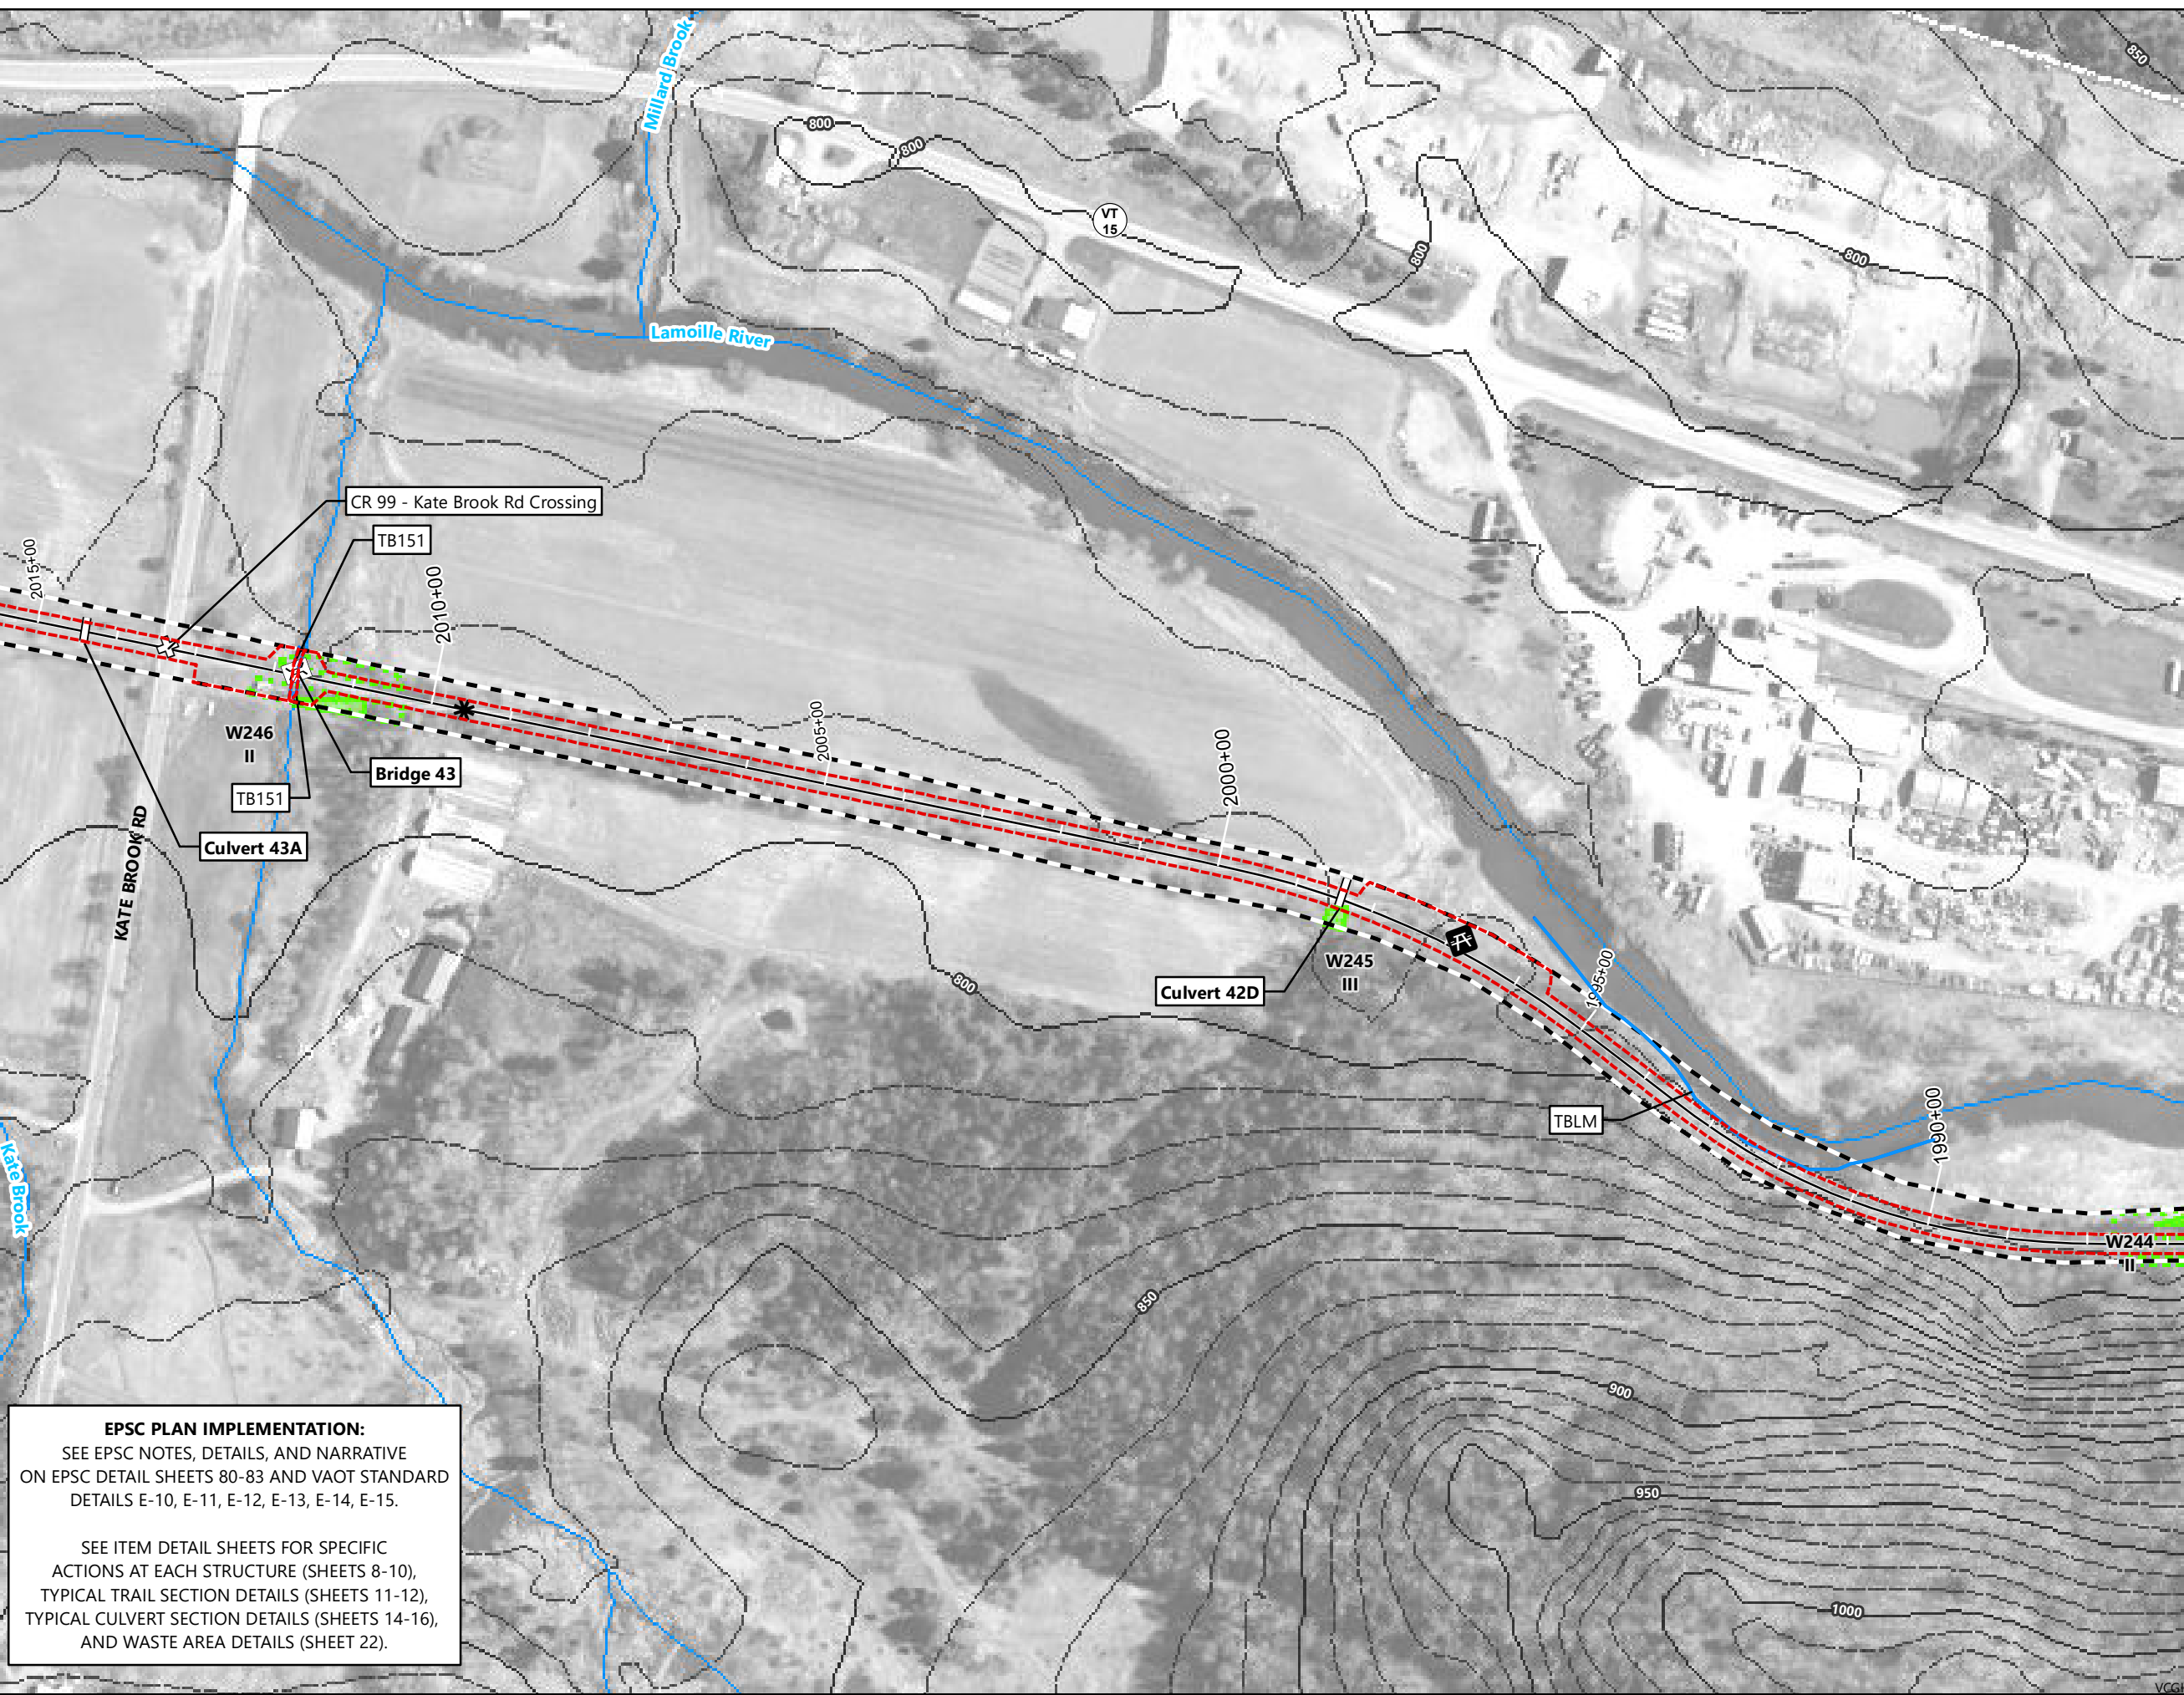 850
Millard Brook
800
800
VT
15
800
800
Lamoille River
CR 99 - Kate Brook Rd Crossing
TB151
2015+00
2010+00
2005+00
2000+00
W246
II
Bridge 43
TB151
Culvert 43A
KATE BROOK RD
W245
III
Culvert 42D
800
1995+00
TBLM
1990+00
Kate Brook
W244
II
850
900
950
1000
EPSC PLAN IMPLEMENTATION:
SEE EPSC NOTES, DETAILS, AND NARRATIVE
ON EPSC DETAIL SHEETS 80-83 AND VAOT STANDARD
DETAILS E-10, E-11, E-12, E-13, E-14, E-15.
SEE ITEM DETAIL SHEETS FOR SPECIFIC
ACTIONS AT EACH STRUCTURE (SHEETS 8-10),
TYPICAL TRAIL SECTION DETAILS (SHEETS 11-12),
TYPICAL CULVERT SECTION DETAILS (SHEETS 14-16),
AND WASTE AREA DETAILS (SHEET 22).